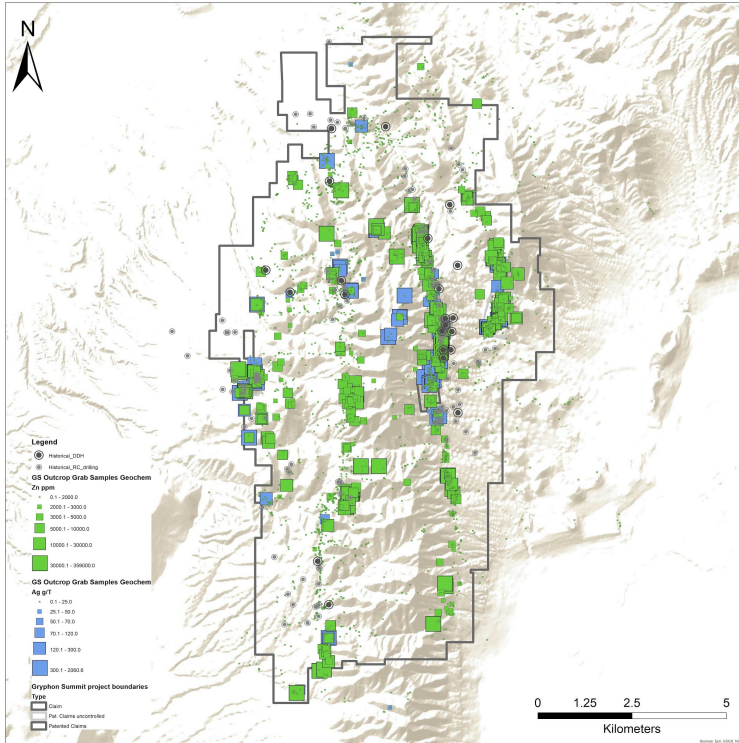 N
Legend
Historical_DDH
Historical_RC_drilling
GS Outcrop Grab Samples Geochem
Zn ppm
0.1 - 2000.0
2000.1 - 3000.0
3000.1 - 5000.0
5000.1 - 10000.0
10000.1 - 30000.0
30000.1 - 359000.0
GS Outcrop Grab Samples Geochem
Ag g/T
0.1 - 25.0
25.1 - 50.0
50.1 - 70.0
70.1 - 120.0
120.1 - 300.0
300.1 - 2060.6
Gryphon Summit project boundaries
Type
Claim
Pat. Claims uncontrolled
Patented Claims
0 1.25 2.5 5
Kilometers
Sources: Esri, USGS,